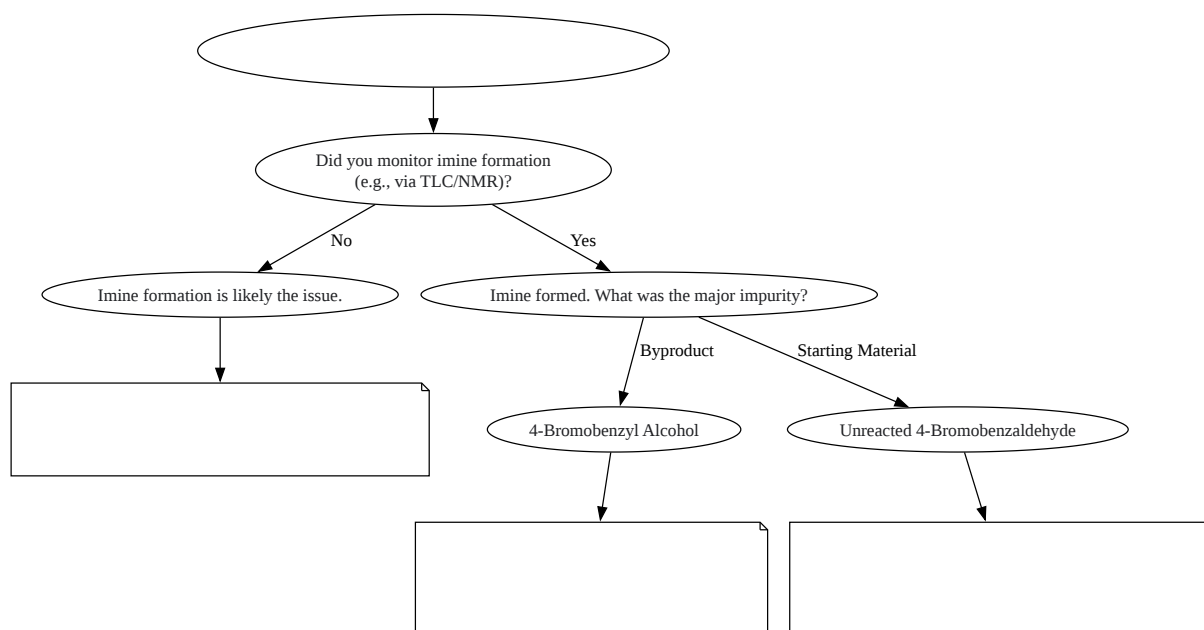 Did you monitor imine formation
(e.g., via TLC/NMR)?
No
Yes
Imine formation is likely the issue.
Imine formed. What was the major impurity?
Byproduct
Starting Material
4-Bromobenzyl Alcohol
Unreacted 4-Bromobenzaldehyde